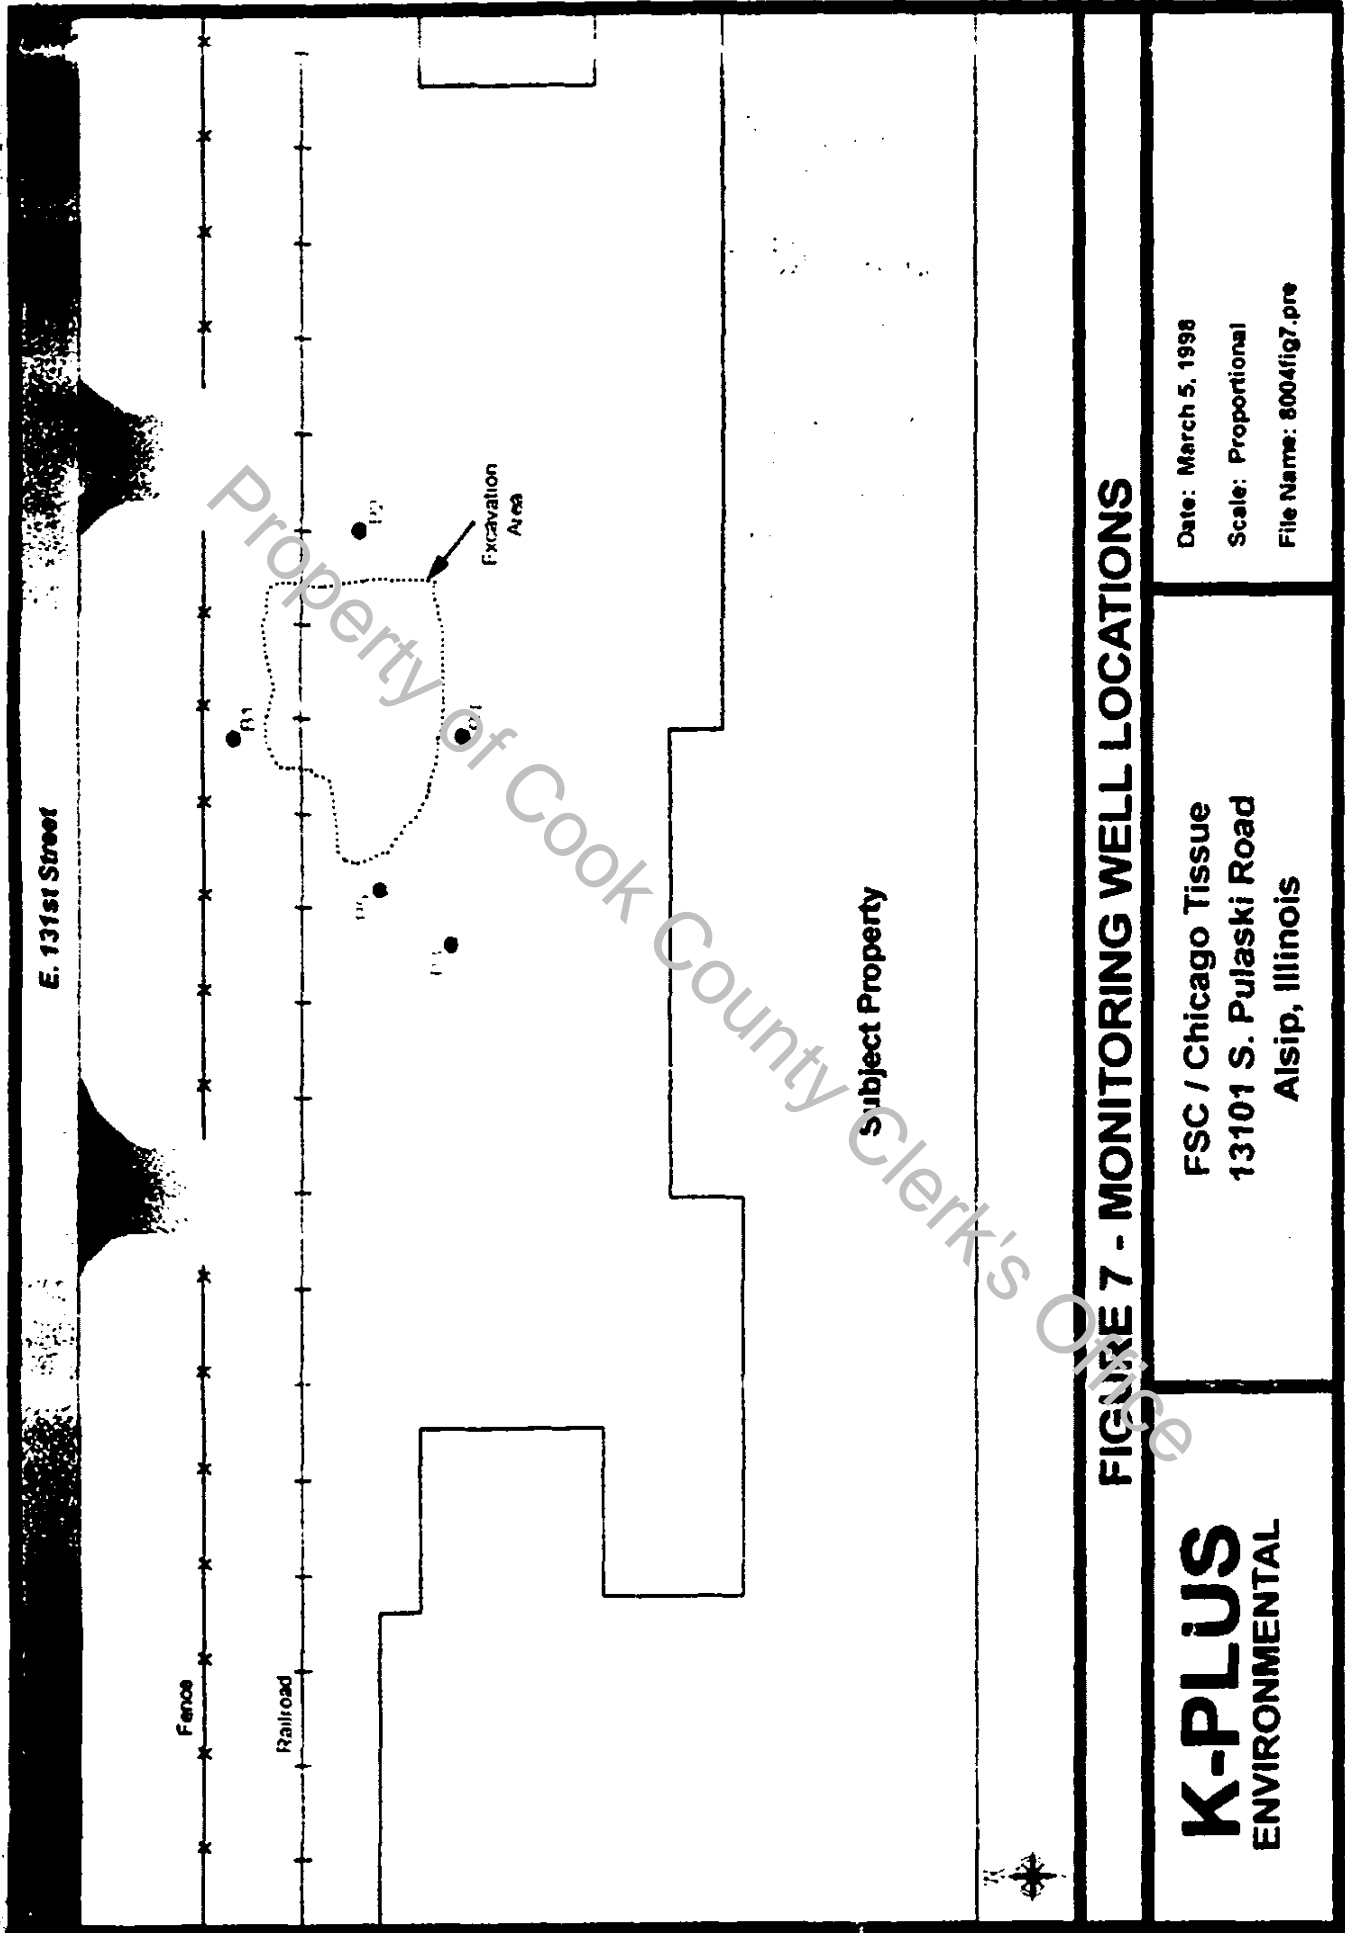 E. 131st Street
Fence
Railroad
B1
Excavation
Area
Subject Property
N
FIGURE 7 - MONITORING WELL LOCATIONS
K-PLUS
ENVIRONMENTAL
FSC / Chicago Tissue
13101 S. Pulaski Road
Alsip, Illinois
Date: March 5, 1998
Scale: Proportional
File Name: 8004fig7.pre
Property of Cook County Clerk's Office